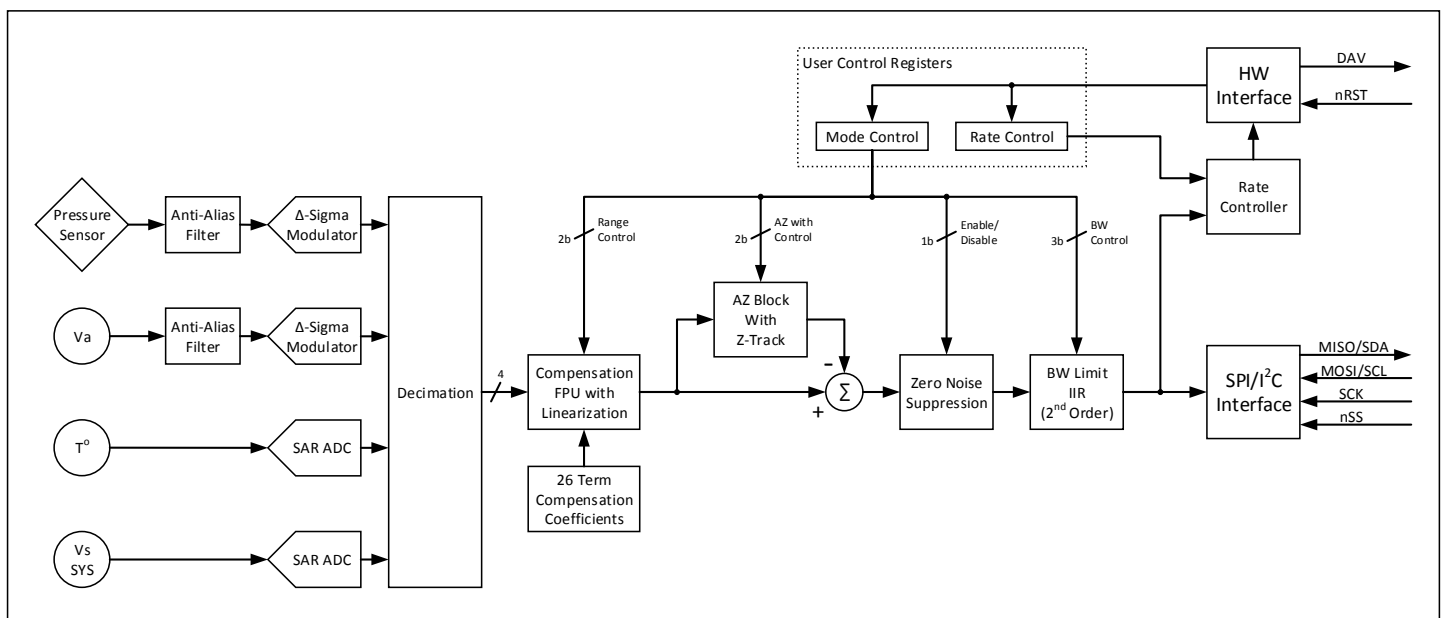 User Control Registers
HW
Interface
DAV
nRST
Mode Control
Rate Control
Rate
Controller
Pressure
Sensor
Anti-Alias
Filter
Δ-Sigma
Modulator
2b
Range
Control
2b
AZ with
Control
1b
Enable/
Disable
3b
BW
Control
Va
Anti-Alias
Filter
Δ-Sigma
Modulator
AZ Block
With
Z-Track
Decimation
4
Compensation
FPU with
Linearization
−
+
Σ
Zero Noise
Suppression
BW Limit
IIR
(2nd Order)
SPI/I2C
Interface
MISO/SDA
MOSI/SCL
SCK
nSS
To
SAR ADC
26 Term
Compensation
Coefficients
Vs
SYS
SAR ADC